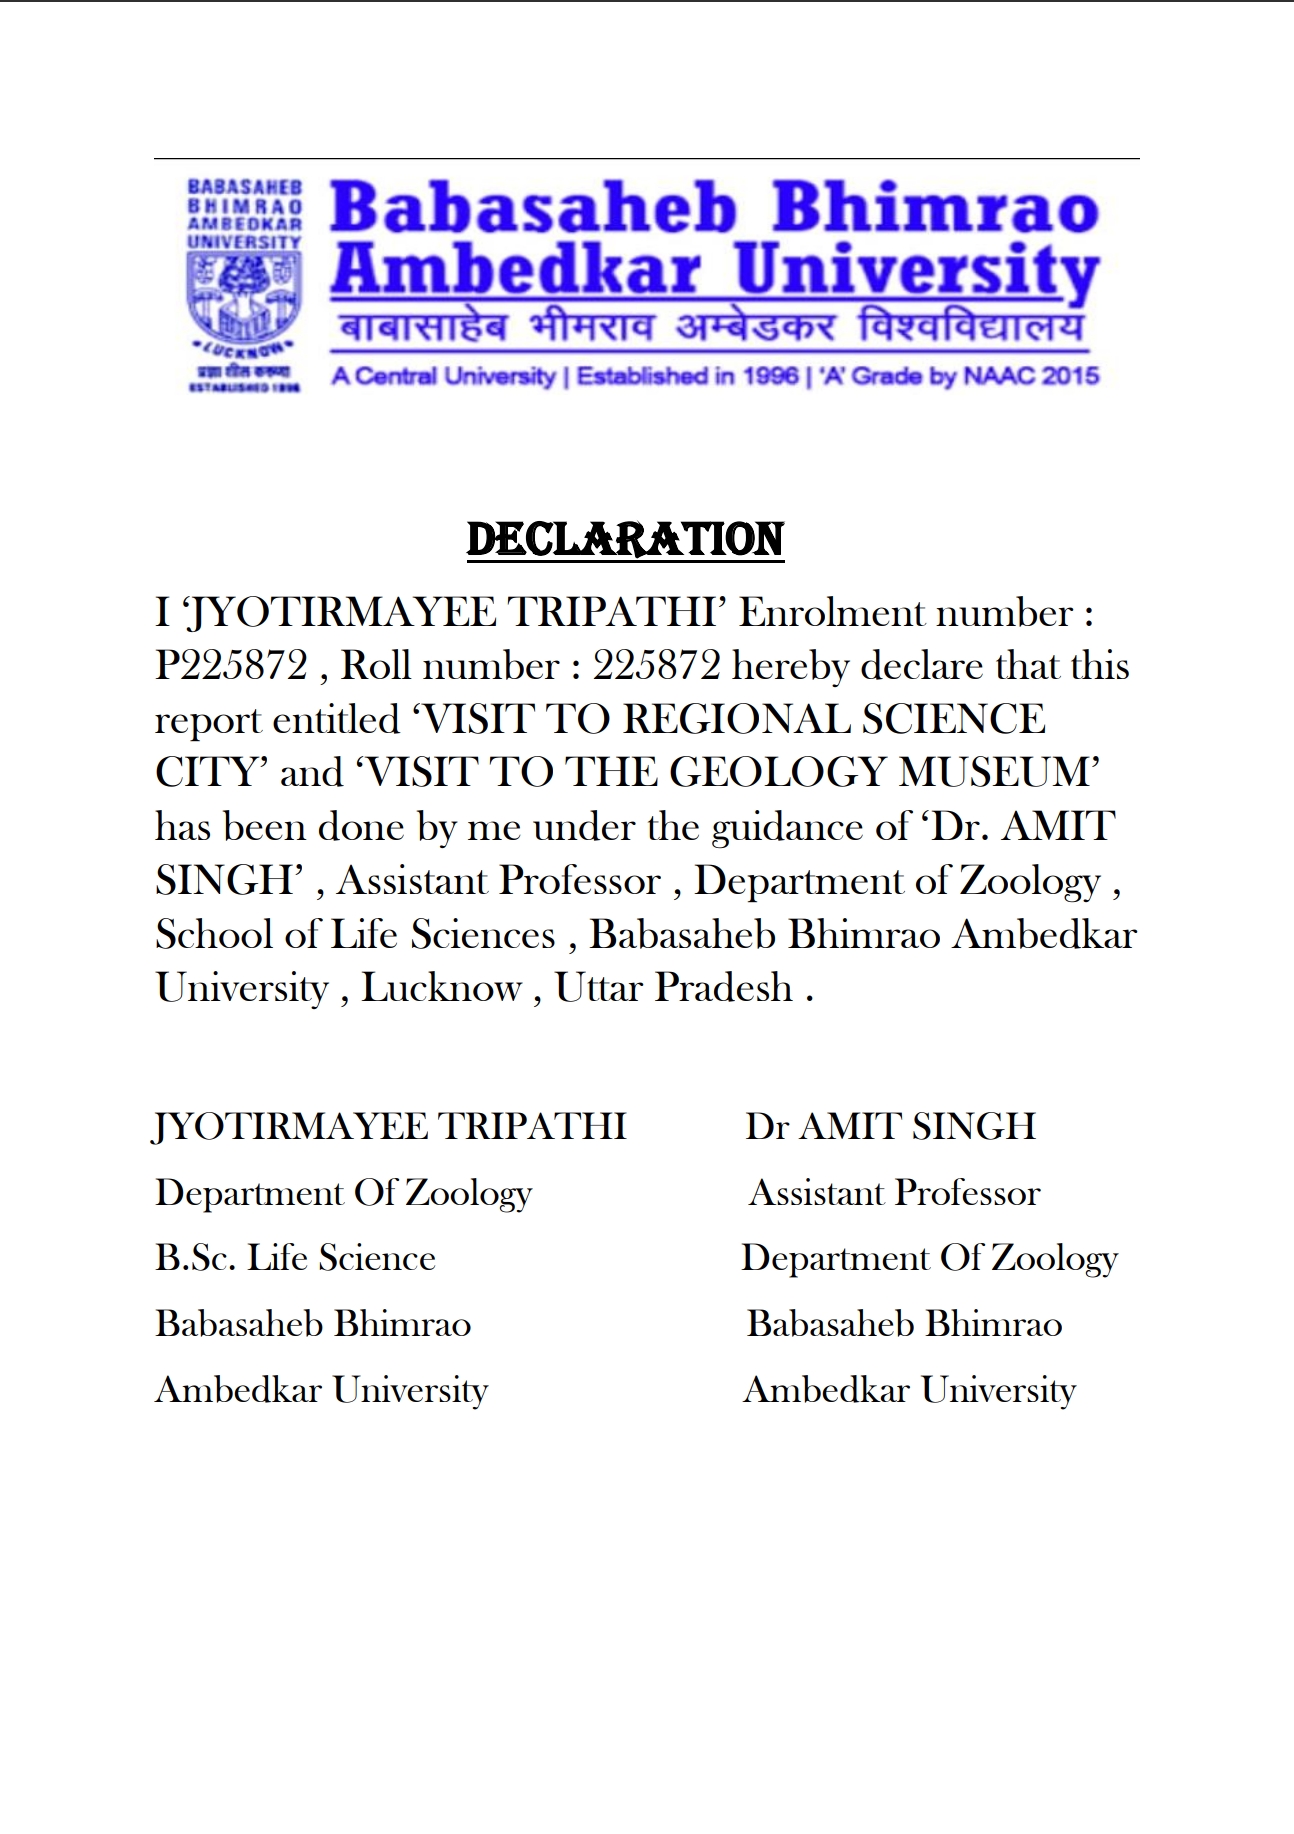 BABASAHEB
BHIMRAO
AMBEDKAR
UNIVERSITY
LUCKNOW
प्रज्ञा शील करुणा
ESTABLISHED 1996
Babasaheb Bhimrao
Ambedkar University
बाबासाहेब भीमराव अम्बेडकर विश्वविद्यालय
A Central University | Established in 1996 | ‘A’ Grade by NAAC 2015
DECLARATION
I ‘JYOTIRMAYEE TRIPATHI’ Enrolment number :
P225872 , Roll number : 225872 hereby declare that this
report entitled ‘VISIT TO REGIONAL SCIENCE
CITY’ and ‘VISIT TO THE GEOLOGY MUSEUM’
has been done by me under the guidance of ‘Dr. AMIT
SINGH’ , Assistant Professor , Department of Zoology ,
School of Life Sciences , Babasaheb Bhimrao Ambedkar
University , Lucknow , Uttar Pradesh .
JYOTIRMAYEE TRIPATHI Dr AMIT SINGH
Department Of Zoology Assistant Professor
B.Sc. Life Science Department Of Zoology
Babasaheb Bhimrao Babasaheb Bhimrao
Ambedkar University Ambedkar University